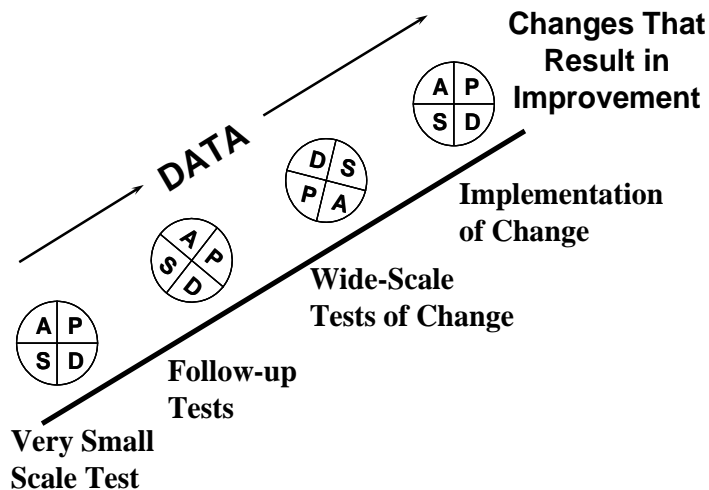 Changes That
Result in
Improvement
DATA
A P
S D
D S
P A
A P
S D
A P
S D
Implementation
of Change
Wide-Scale
Tests of Change
Follow-up
Tests
Very Small
Scale Test